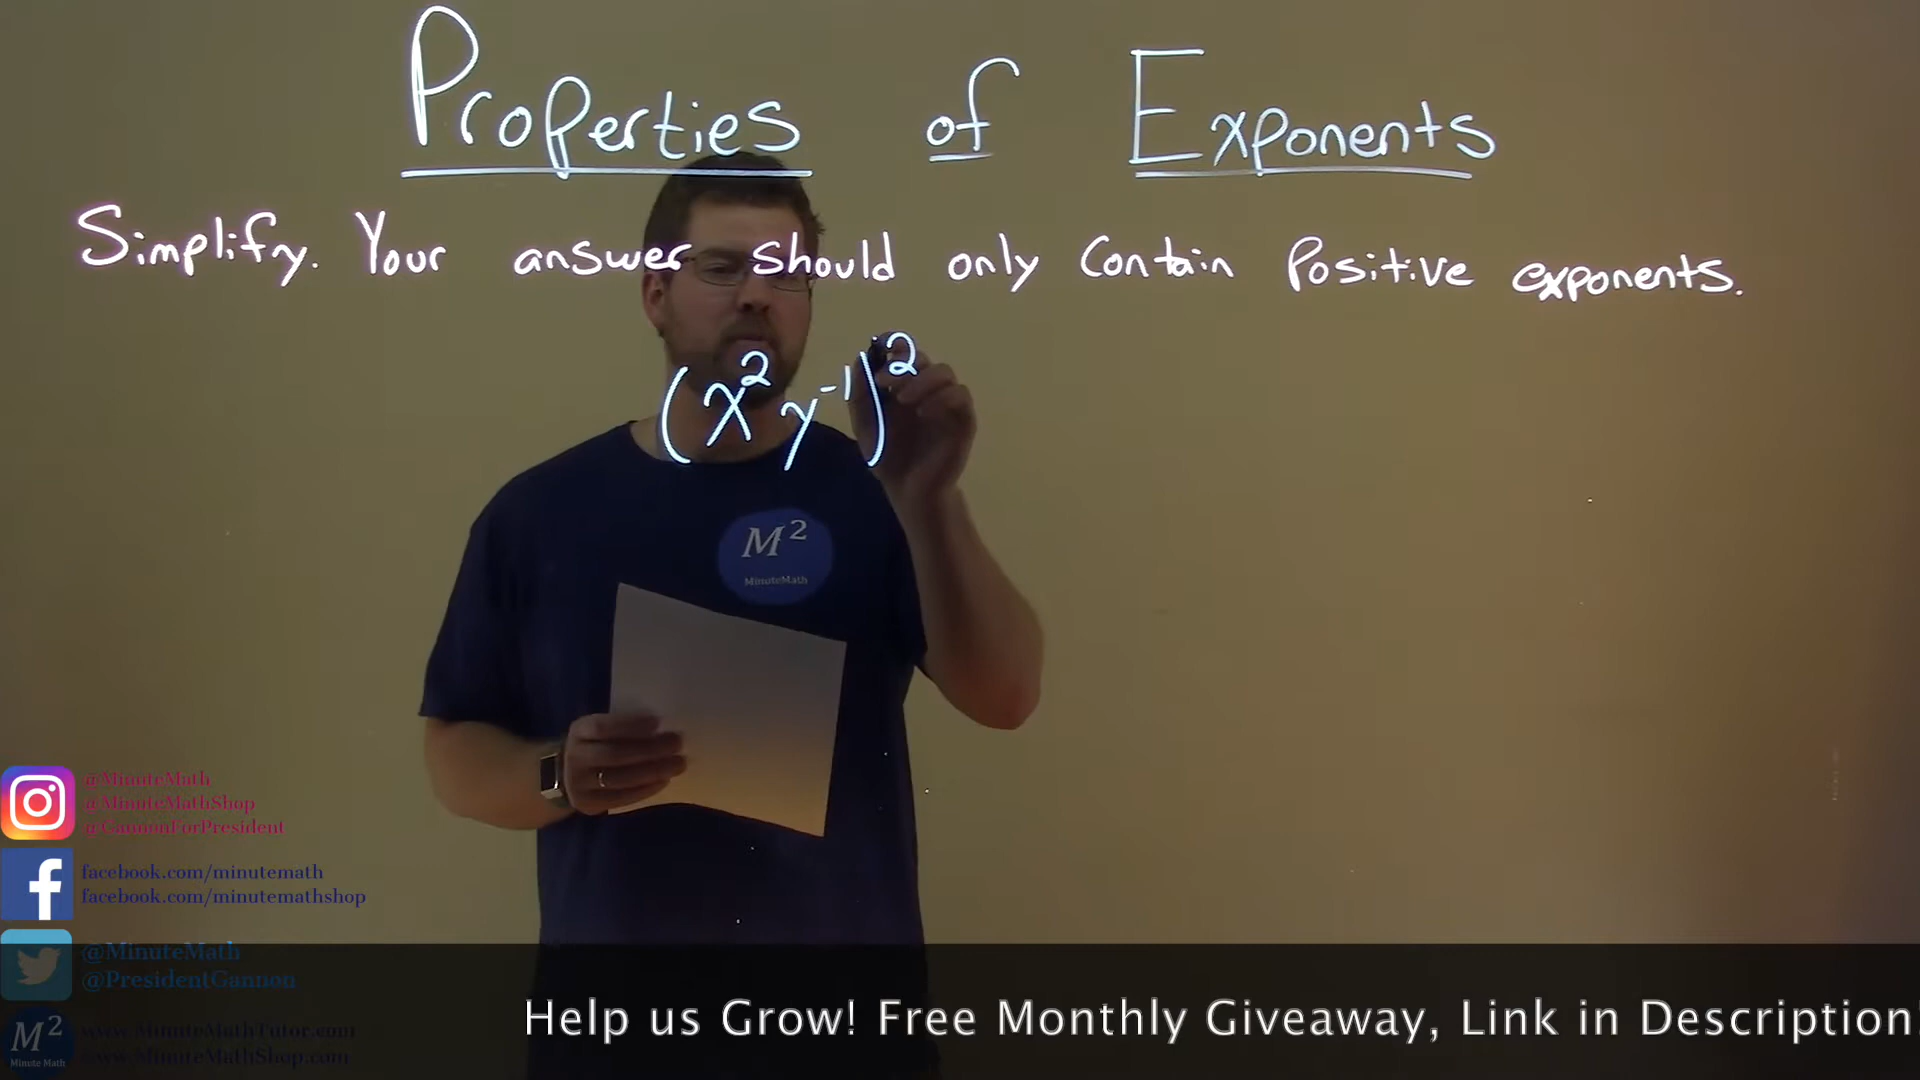 Properties of Exponents
Simplify. Your answer should only contain positive exponents.
(x²y⁻¹)²
M²
MinuteMath
@MinuteMath
@MinuteMathShop
@GannonForPresident
facebook.com/minutemath
facebook.com/minutemathshop
@MinuteMath
@PresidentGannon
M²
Minute Math
www.MinuteMathTutor.com
www.MinuteMathShop.com
Help us Grow! Free Monthly Giveaway, Link in Description!